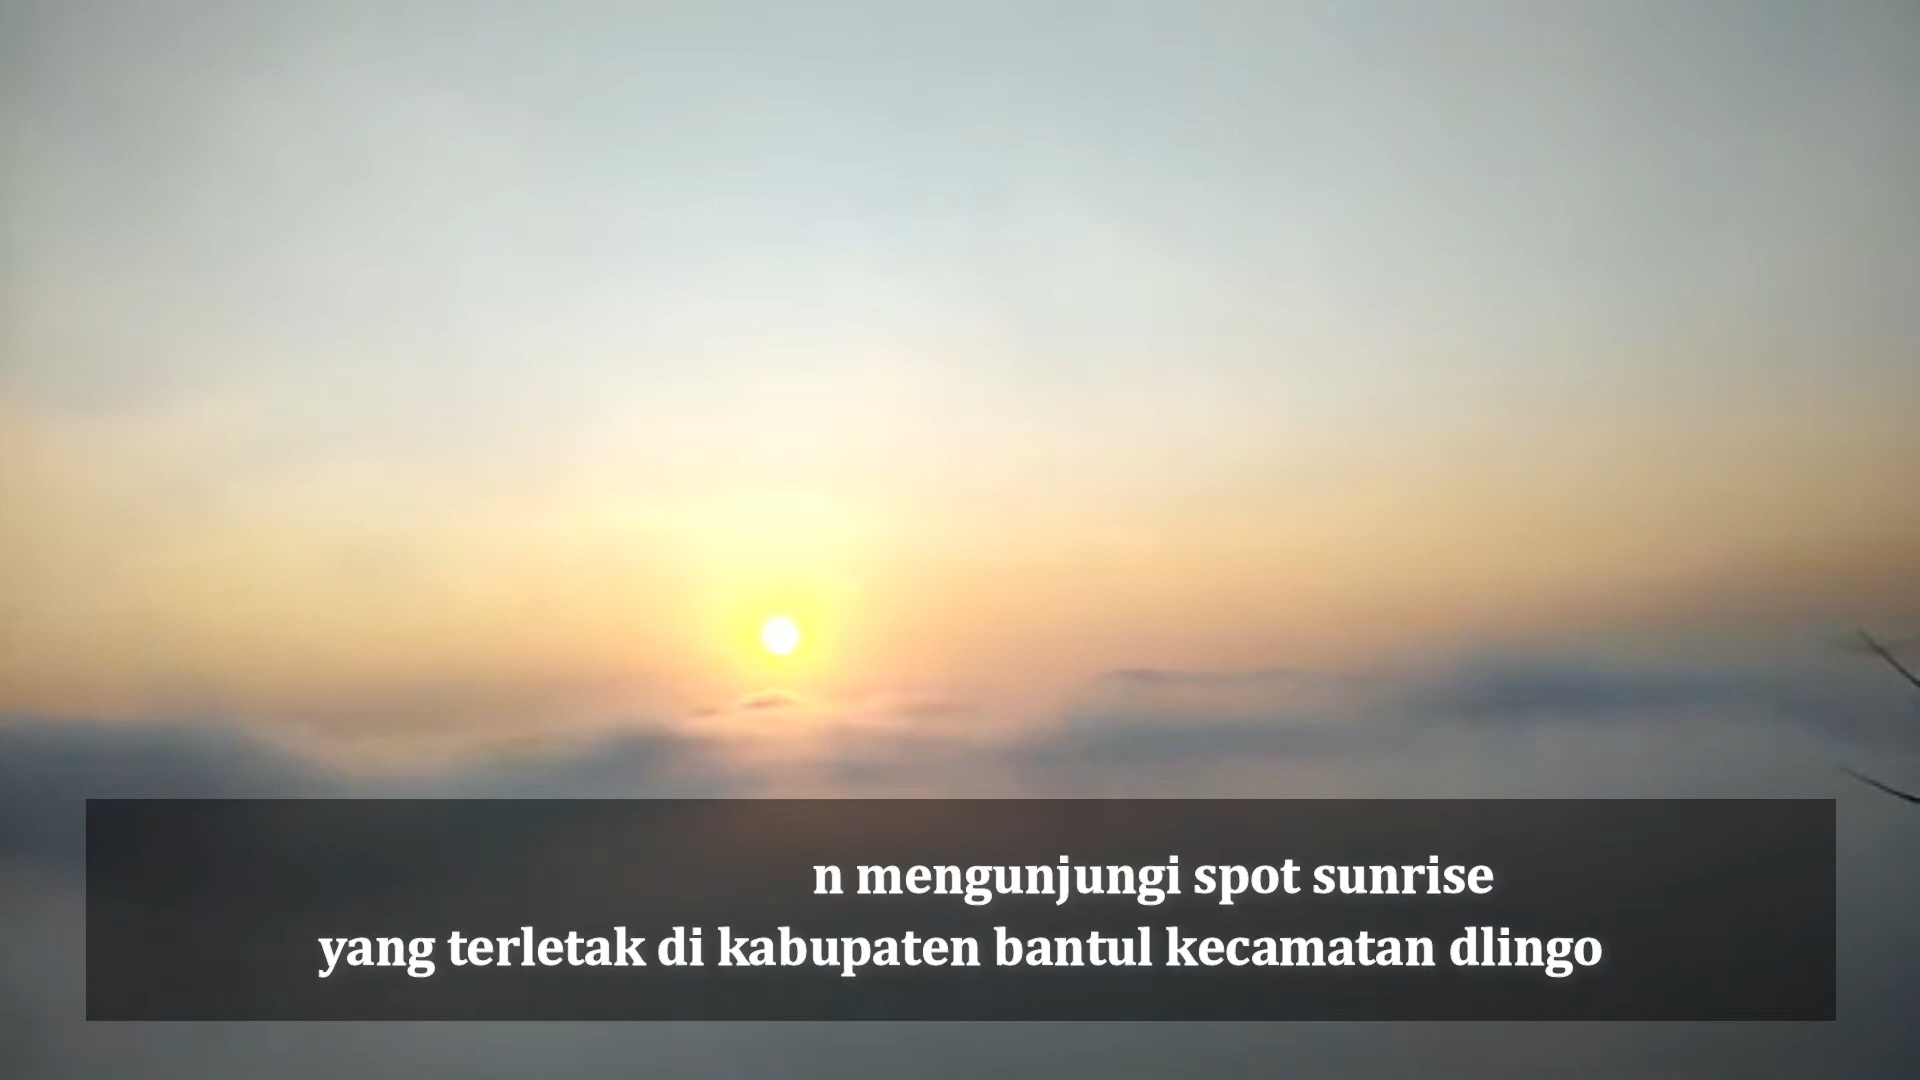 n mengunjungi spot sunrise
yang terletak di kabupaten bantul kecamatan dlingo